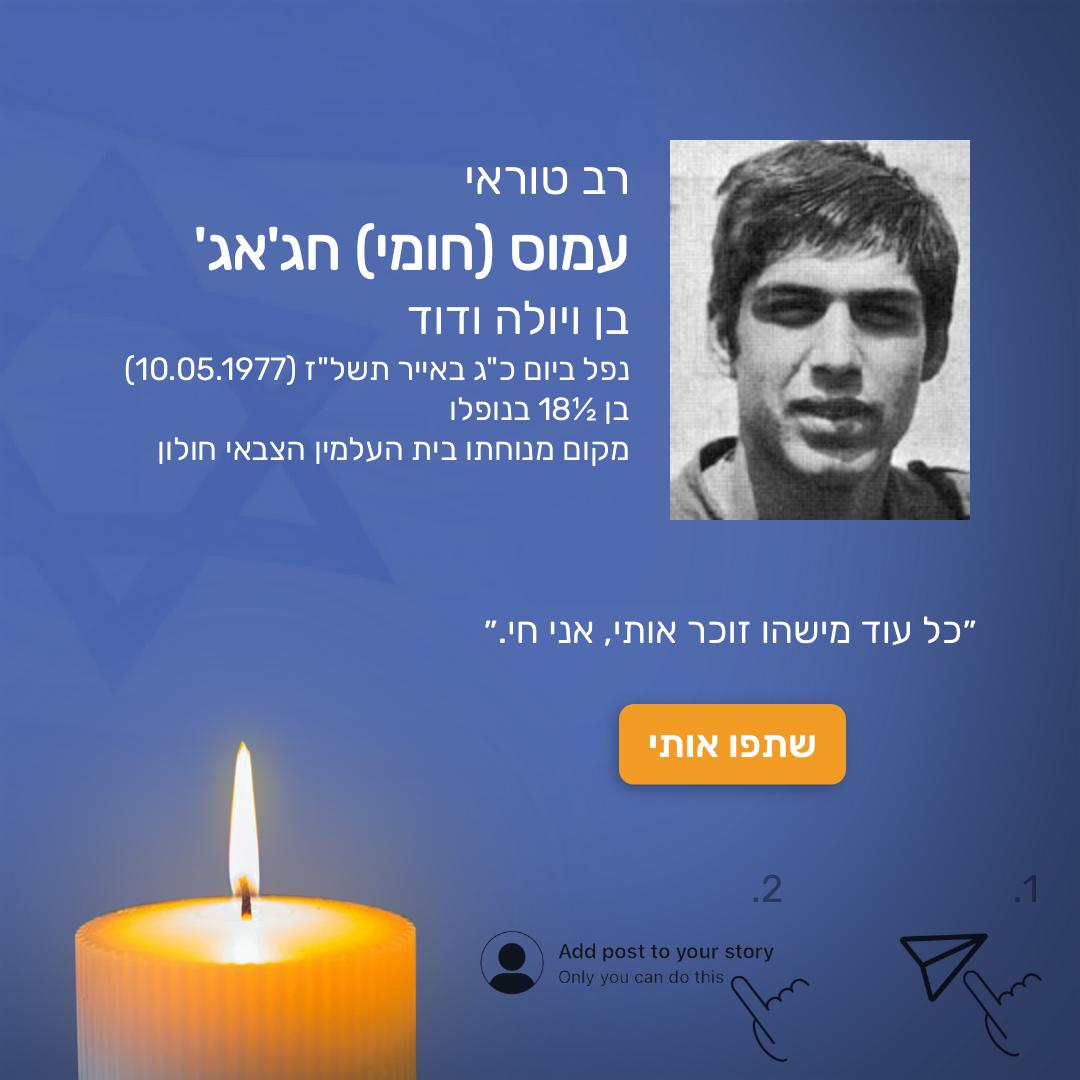 רב טוראי
עמוס (חומי) חג'אג'
בן ויולה ודוד
נפל ביום כ"ג באייר תשל"ז (10.05.1977)
בן 18½ בנופלו
מקום מנוחתו בית העלמין הצבאי חולון
״כל עוד מישהו זוכר אותי, אני חי.״
שתפו אותי
1.
2.
Add post to your story
Only you can do this